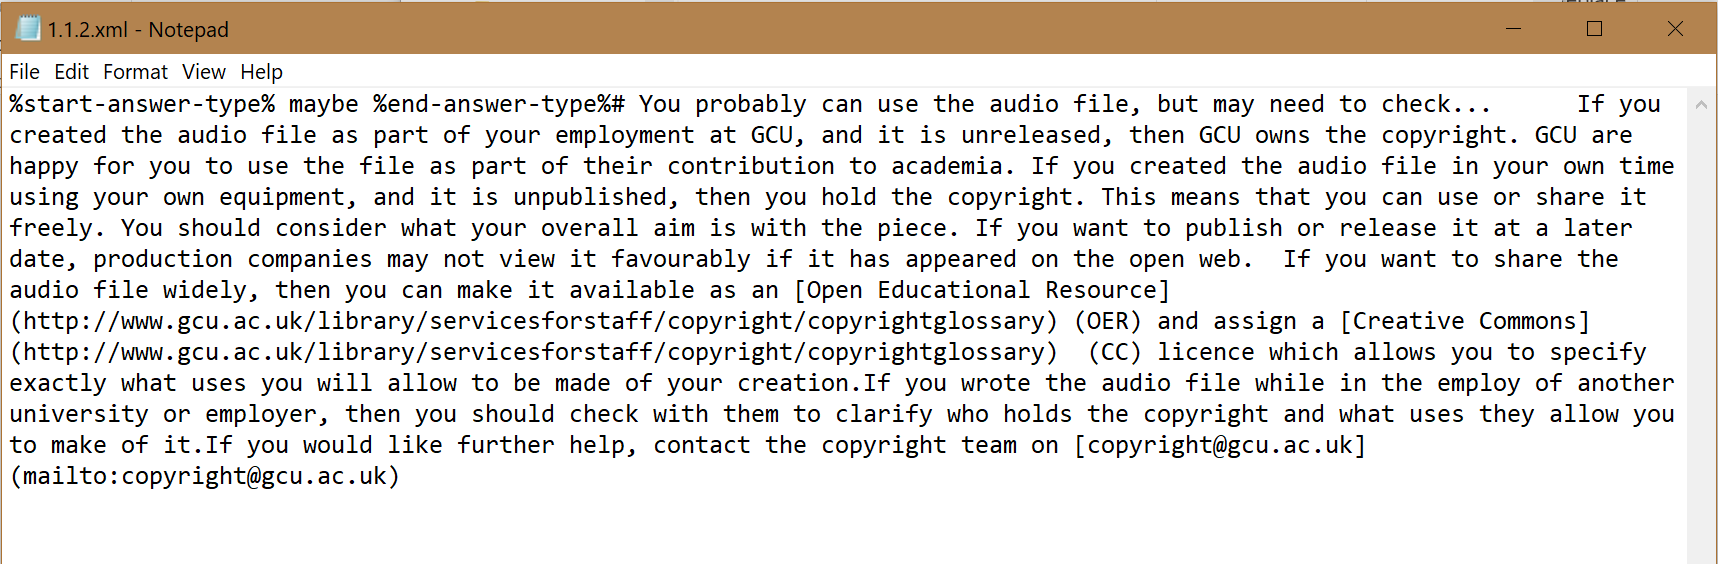 1.1.2.xml - Notepad
File Edit Format View Help
%start-answer-type% maybe %end-answer-type%# You probably can use the audio file, but may need to check...      If you
created the audio file as part of your employment at GCU, and it is unreleased, then GCU owns the copyright. GCU are
happy for you to use the file as part of their contribution to academia. If you created the audio file in your own time
using your own equipment, and it is unpublished, then you hold the copyright. This means that you can use or share it
freely. You should consider what your overall aim is with the piece. If you want to publish or release it at a later
date, production companies may not view it favourably if it has appeared on the open web.  If you want to share the
audio file widely, then you can make it available as an [Open Educational Resource]
(http://www.gcu.ac.uk/library/servicesforstaff/copyright/copyrightglossary) (OER) and assign a [Creative Commons]
(http://www.gcu.ac.uk/library/servicesforstaff/copyright/copyrightglossary)  (CC) licence which allows you to specify
exactly what uses you will allow to be made of your creation.If you wrote the audio file while in the employ of another
university or employer, then you should check with them to clarify who holds the copyright and what uses they allow you
to make of it.If you would like further help, contact the copyright team on [copyright@gcu.ac.uk]
(mailto:copyright@gcu.ac.uk)